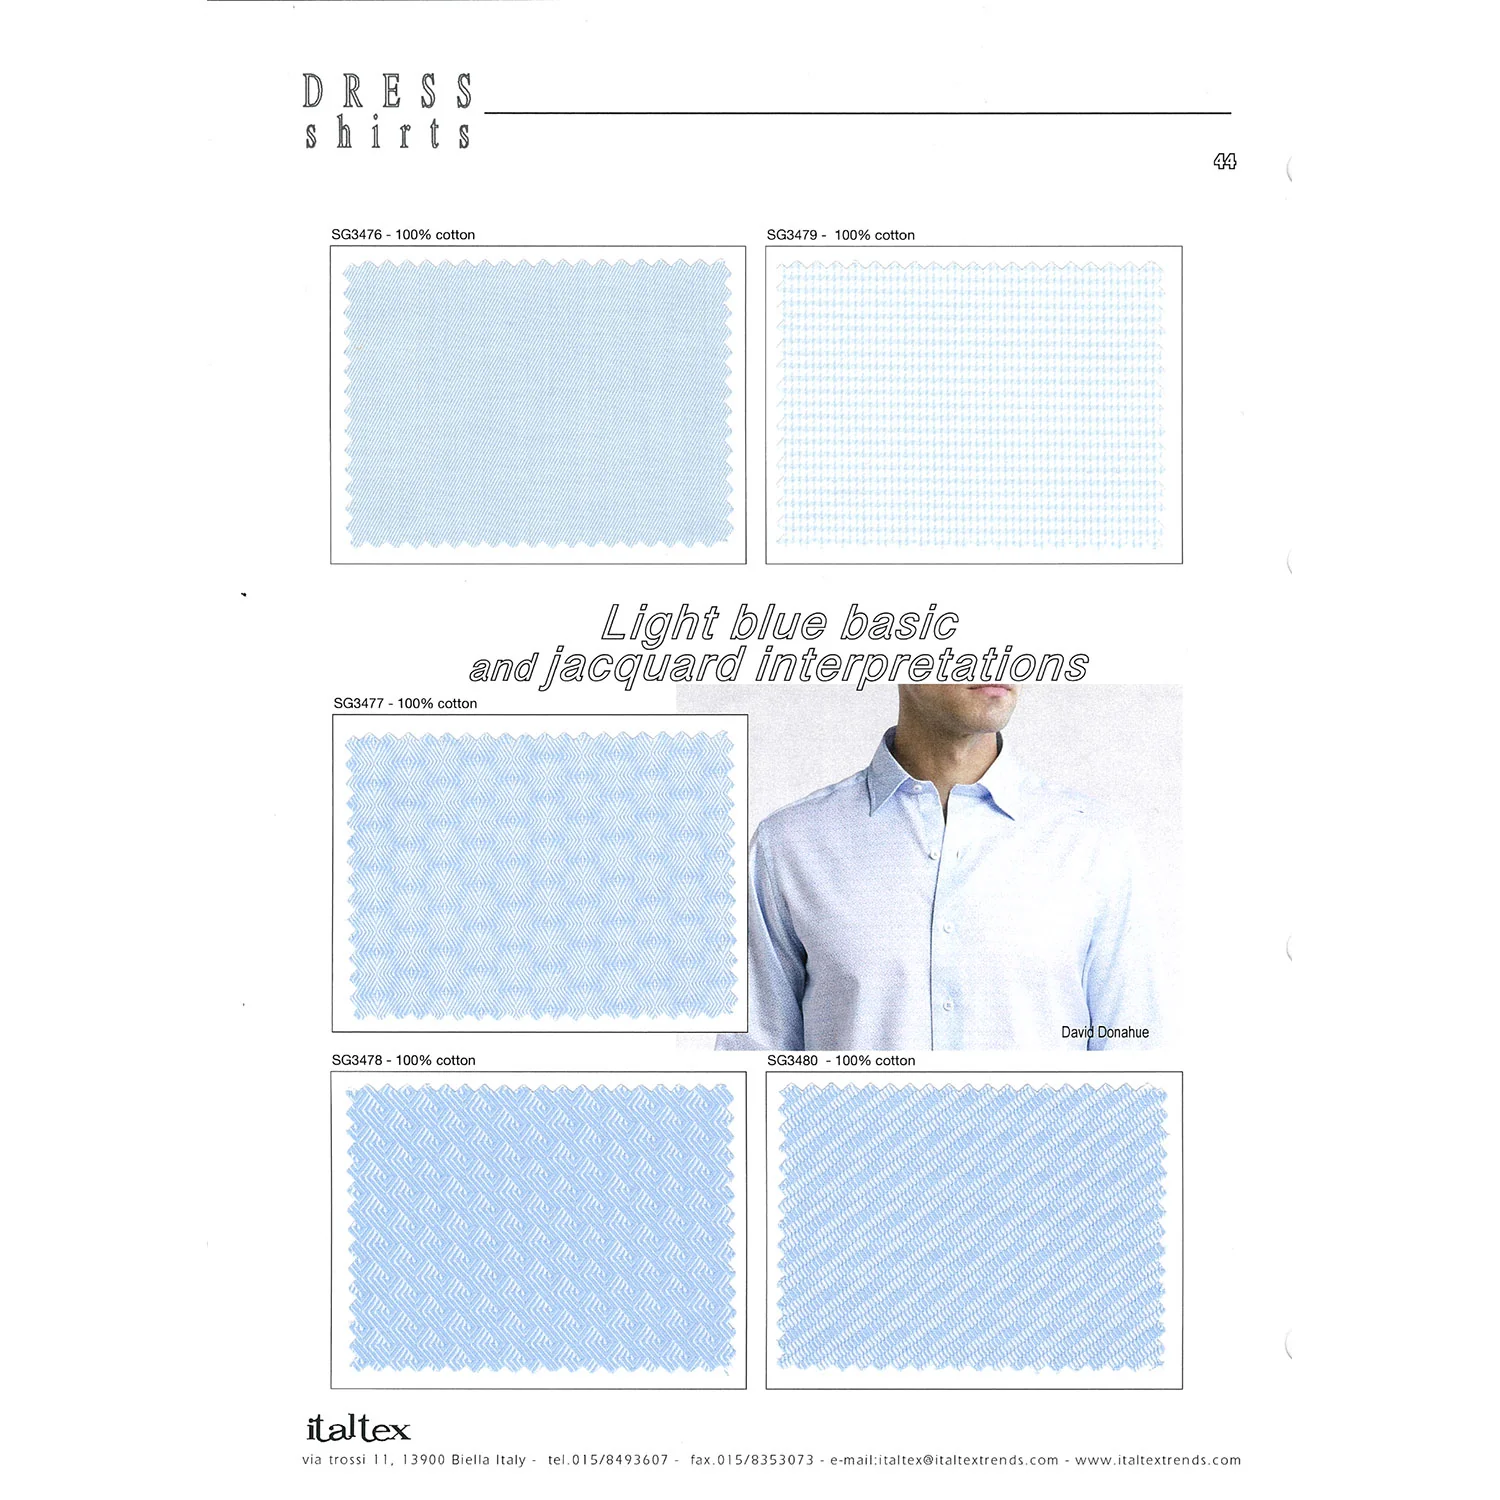 DRESS
shirts
44
SG3476 - 100% cotton
SG3479 - 100% cotton
Light blue basic
and jacquard interpretations
SG3477 - 100% cotton
David Donahue
SG3478 - 100% cotton
SG3480 - 100% cotton
italtex
via trossi 11, 13900 Biella Italy - tel.015/8493607 - fax.015/8353073 - e-mail:italtex@italtextrends.com - www.italtextrends.com